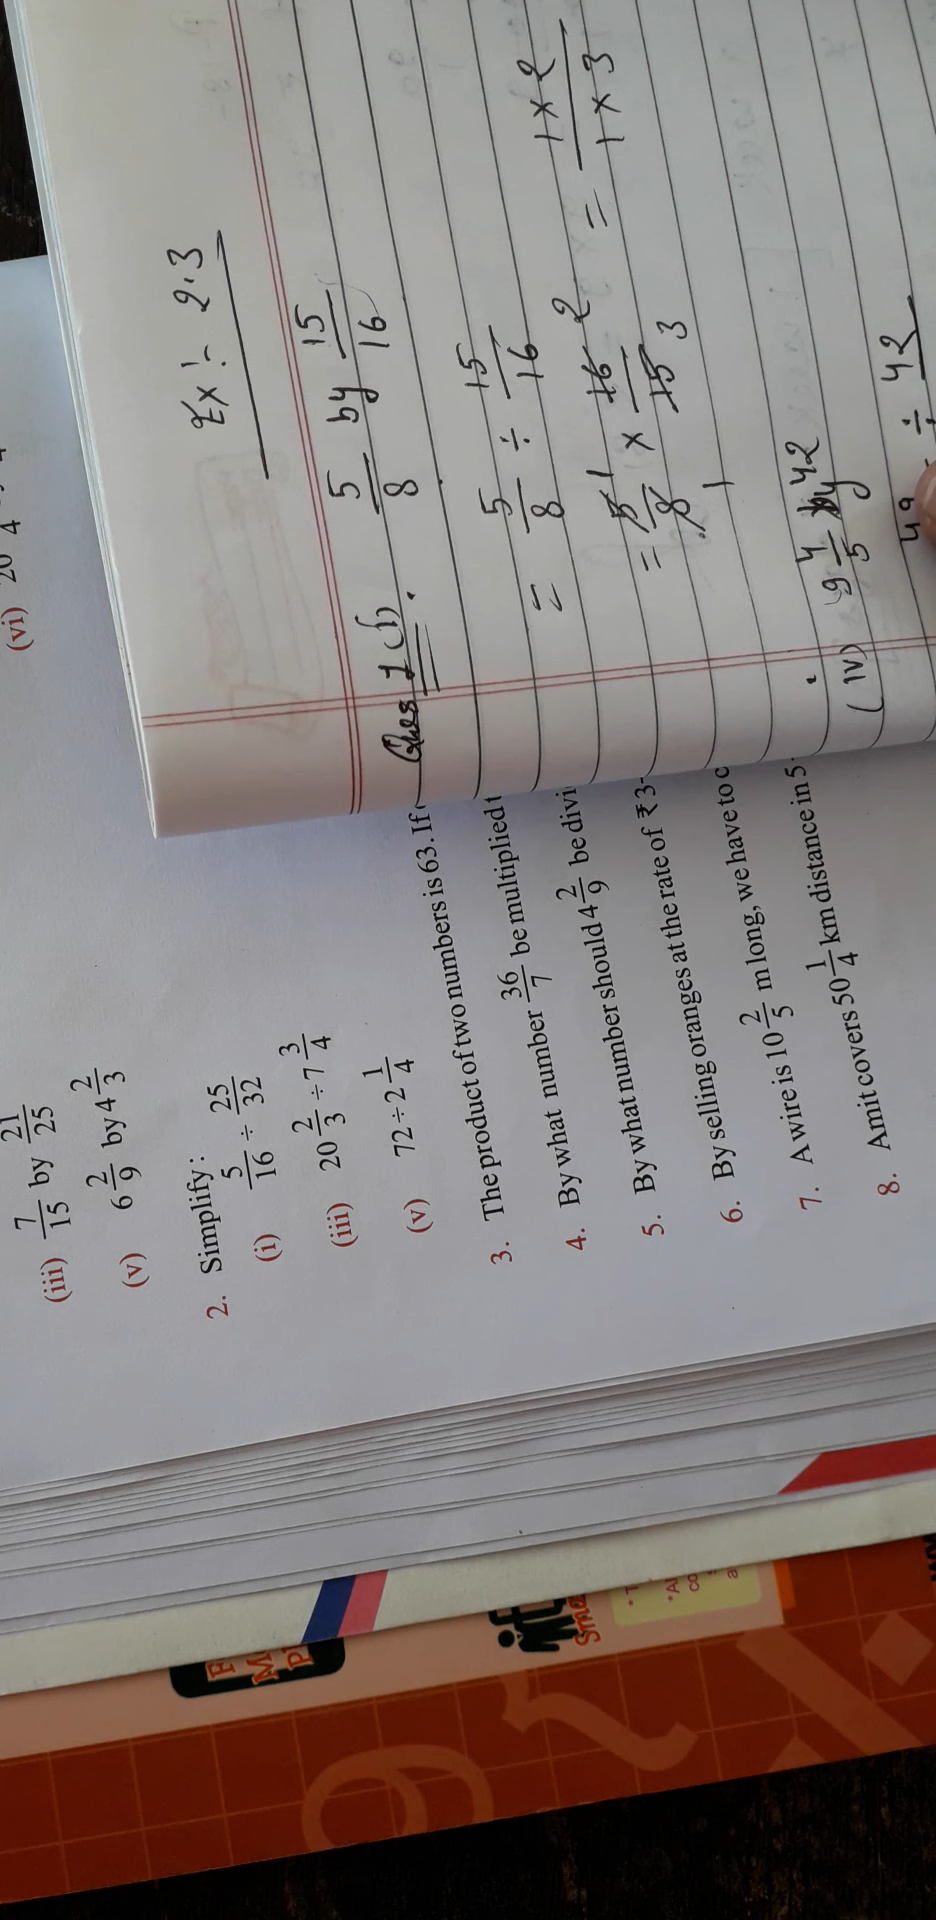 (iii) 7/15 by 21/25
(vi) 20
(v) 6 2/9 by 4 2/3
2. Simplify:
(i) 5/16 ÷ 25/32
(iii) 20 2/3 ÷ 7 3/4
(v) 72 ÷ 2 1/4
3. The product of two numbers is 63. If
4. By what number 36/7 be multiplied t
5. By what number should 4 2/9 be divi
6. By selling oranges at the rate of ₹ 3
7. A wire is 10 2/5 m long, we have to c
8. Amit covers 50 1/4 km distance in 5
Ex:- 2.3
Ques 1 (i). 5/8 by 15/16
= 5/8 ÷ 15/16
= 5/8 × 16/15 = 1 × 2 / 1 × 3
1 2
1 3
(iv) 9 4/5 by 42
49 ÷ 42